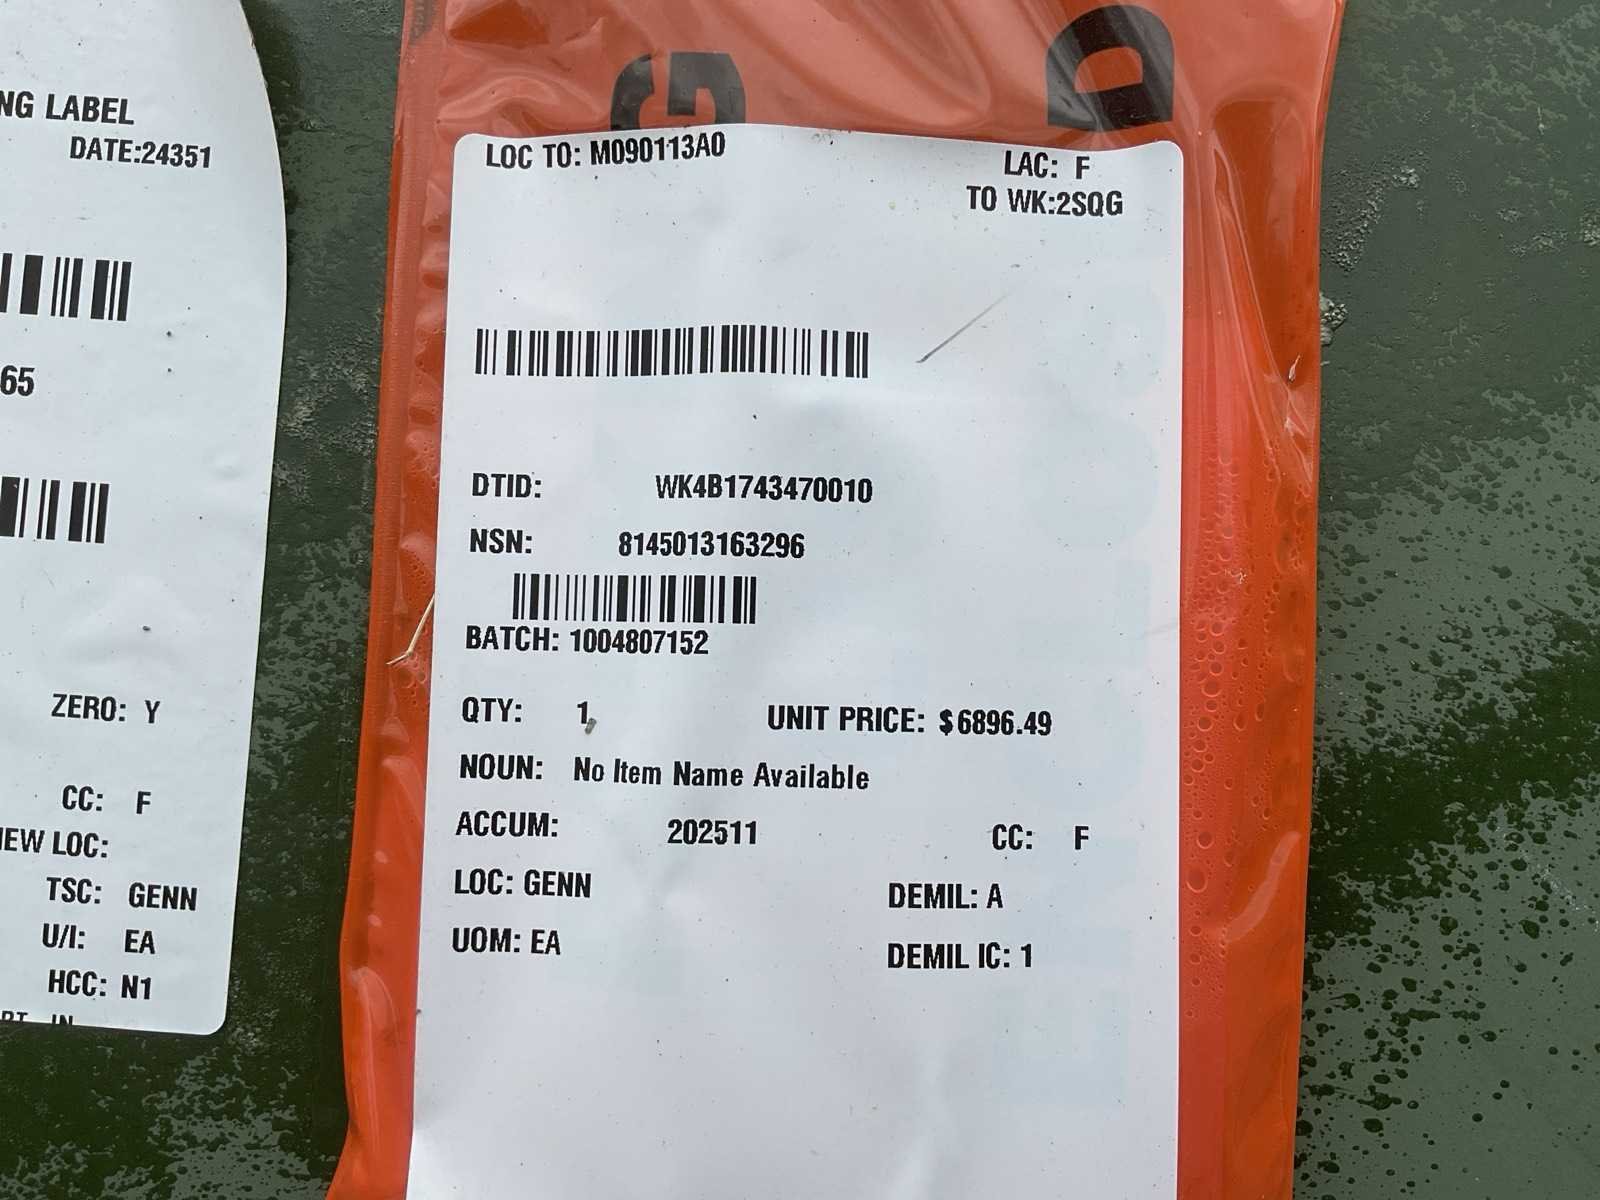 NG LABEL
DATE:24351
65
ZERO: Y
CC: F
EW LOC:
TSC: GENN
U/I: EA
HCC: N1
G D
LOC TO: M090113A0
LAC: F
TO WK:2SQG
DTID: WK4B1743470010
NSN: 8145013163296
BATCH: 1004807152
QTY: 1
UNIT PRICE: $6896.49
NOUN: No Item Name Available
ACCUM: 202511
CC: F
LOC: GENN
DEMIL: A
UOM: EA
DEMIL IC: 1